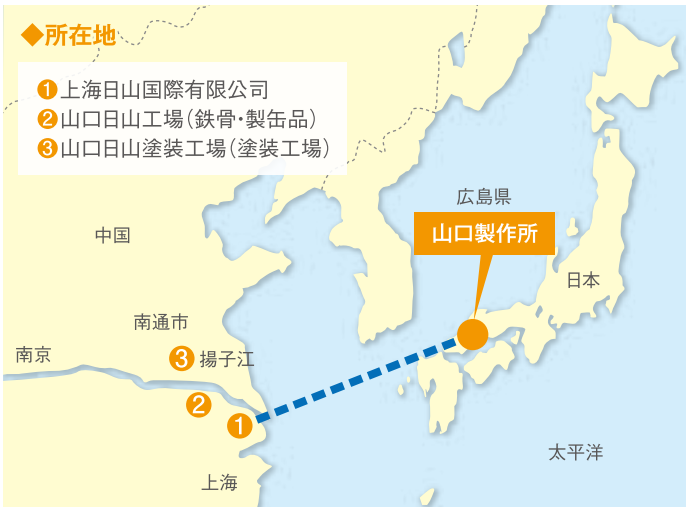 ◆所在地
❶上海日山国際有限公司
❷山口日山工場（鉄骨・製缶品）
❸山口日山塗装工場（塗装工場）
広島県
山口製作所
中国
日本
南通市
南京
③ 揚子江
②
①
太平洋
上海